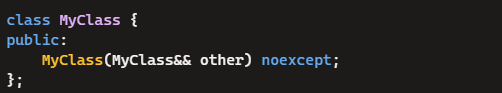 class MyClass {
public:
    MyClass(MyClass&& other) noexcept;
};